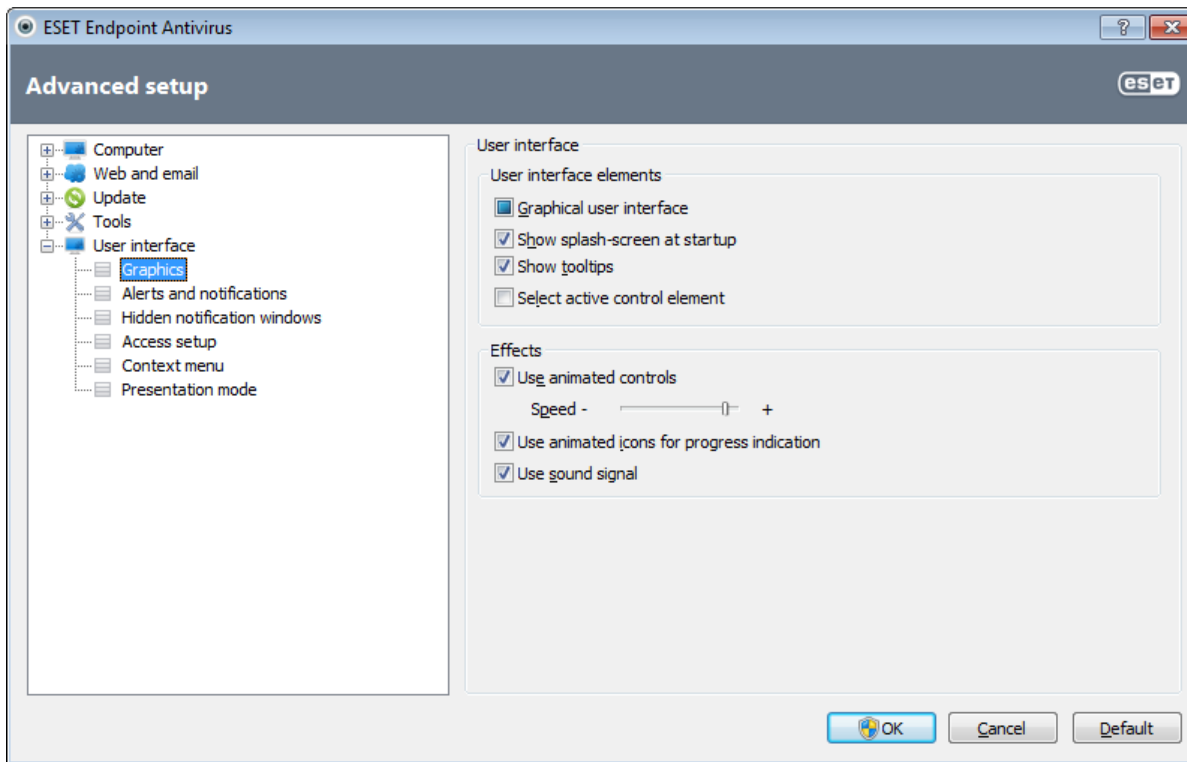 ESET Endpoint Antivirus
?
Advanced setup
eseT
Computer
Web and email
Update
Tools
User interface
Graphics
Alerts and notifications
Hidden notification windows
Access setup
Context menu
Presentation mode
User interface
User interface elements
Graphical user interface
Show splash-screen at startup
Show tooltips
Select active control element
Effects
Use animated controls
Speed - +
Use animated icons for progress indication
Use sound signal
OK Cancel Default